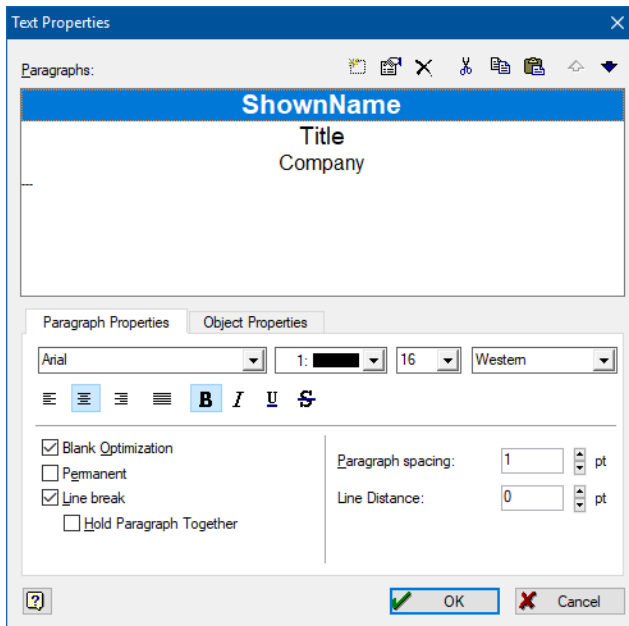 Text Properties
Paragraphs:
ShownName
Title
Company
---
Paragraph Properties Object Properties
Arial 1: 16 Western
B I U S
Blank Optimization
Permanent
Line break
Hold Paragraph Together
Paragraph spacing: 1 pt
Line Distance: 0 pt
? OK Cancel